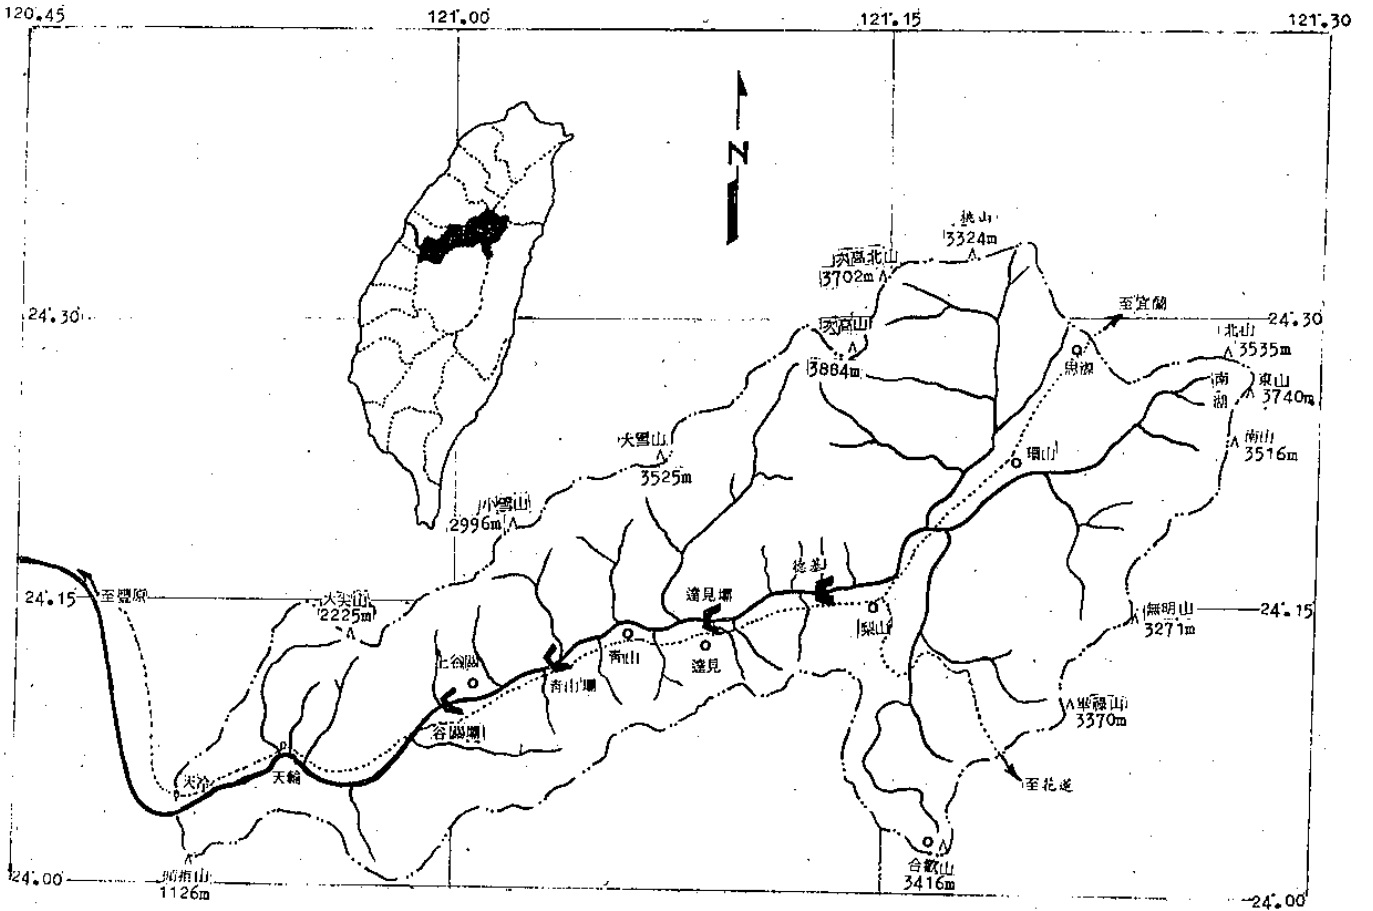 120°45
121°00
121°15
121°30
N
桃山
3324m
次高北山
3702m
至宜蘭
24°30
24°30
次高山
3884m
思源
北山
3535m
南湖
東山
3740m
大雪山
3525m
環山
南山
3516m
小雪山
2996m
24°15
至豐原
大尖山
2225m
達見壩
德基
梨山
無明山
3271m
24°15
上谷關
青山
達見
青山壩
谷關壩
畢祿山
3370m
天冷
天輪
至花蓮
24°00
1126m
合歡山
3416m
24°00